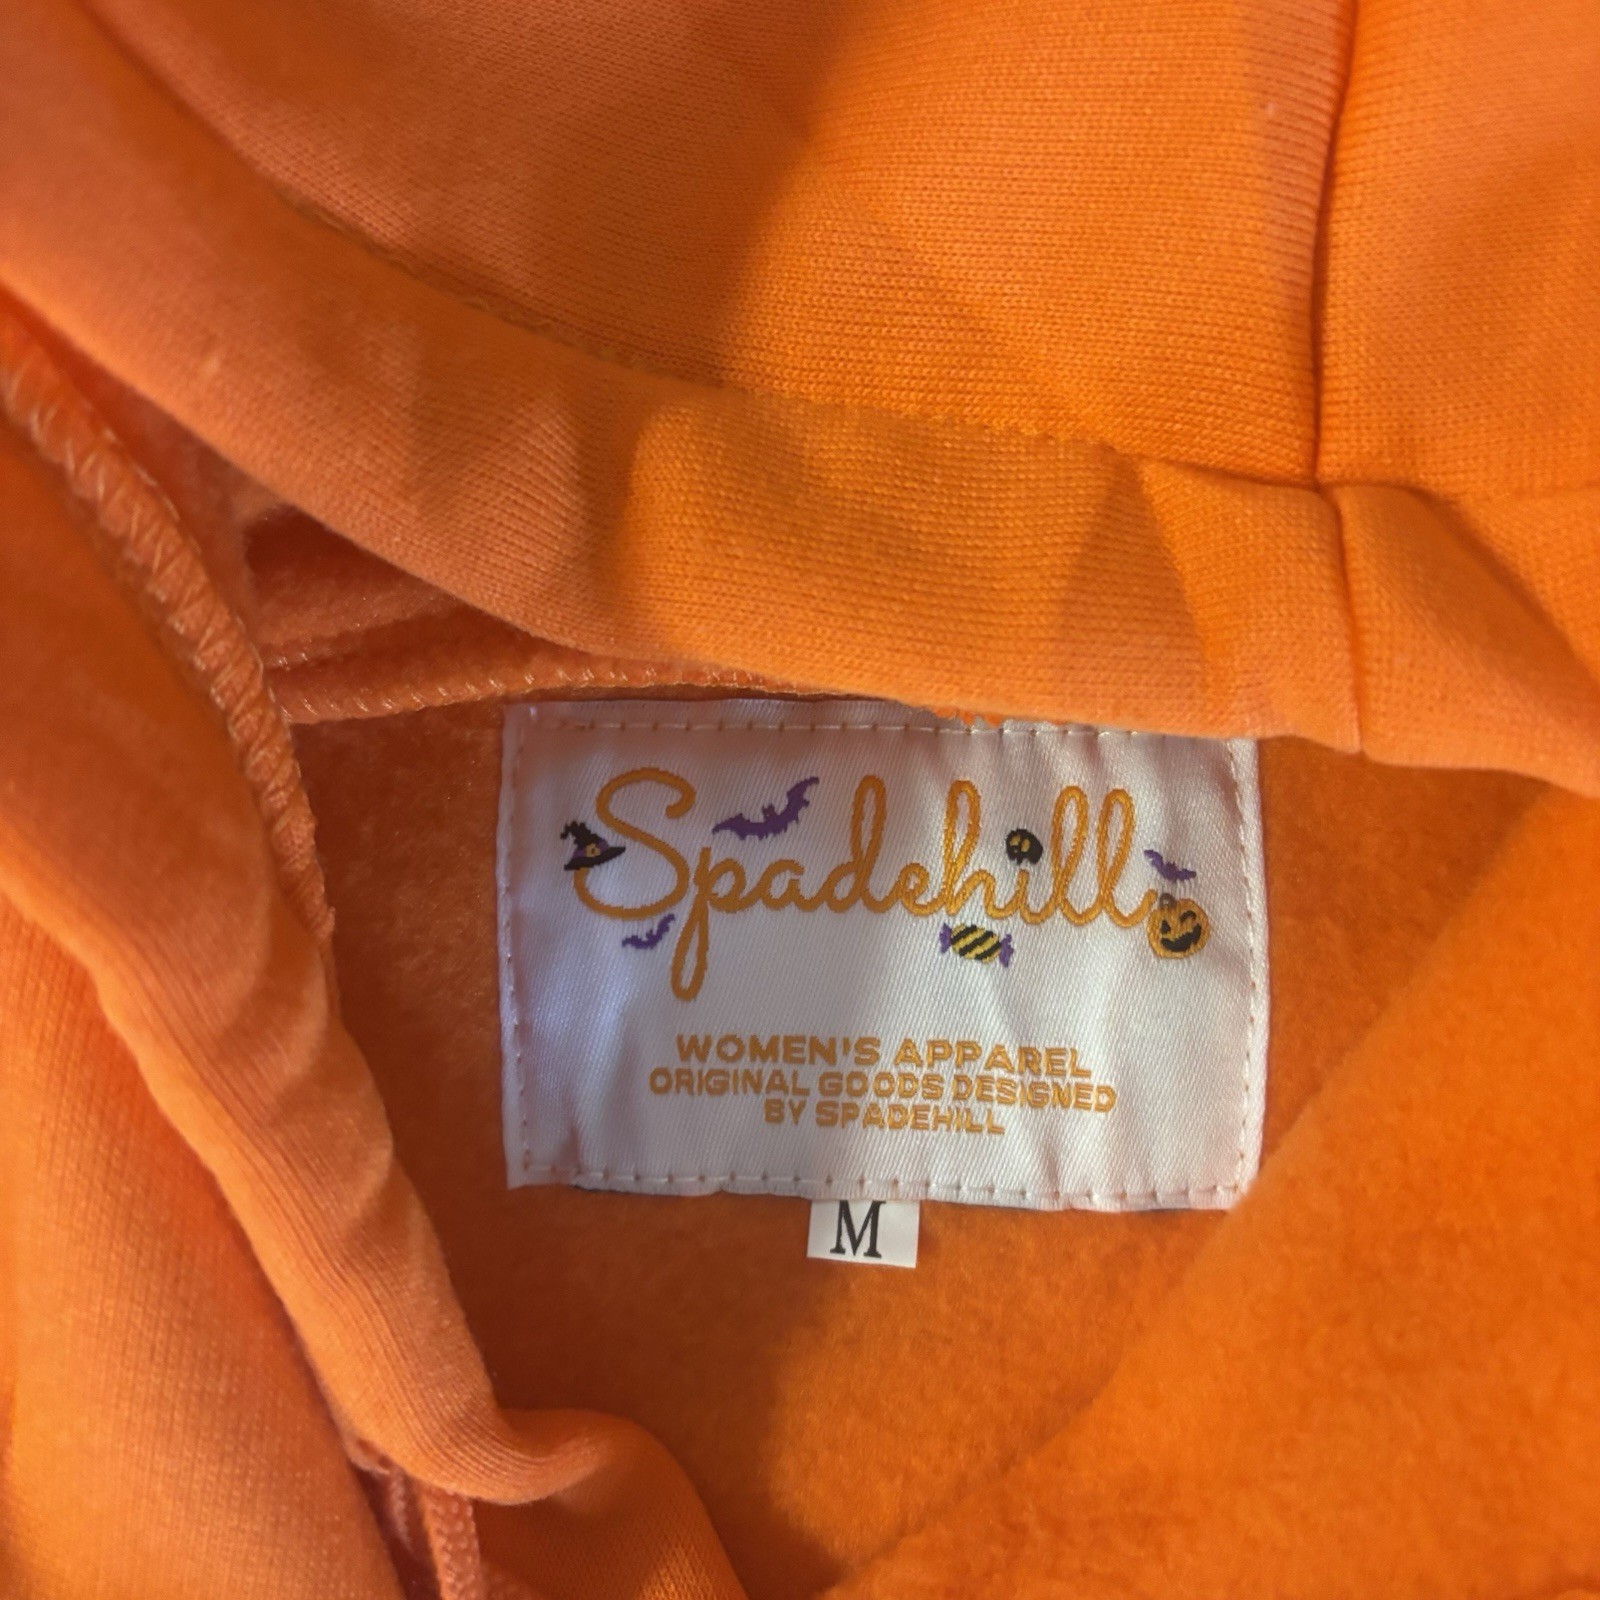 Spadehill
WOMEN'S APPAREL
ORIGINAL GOODS DESIGNED
BY SPADEHILL
M